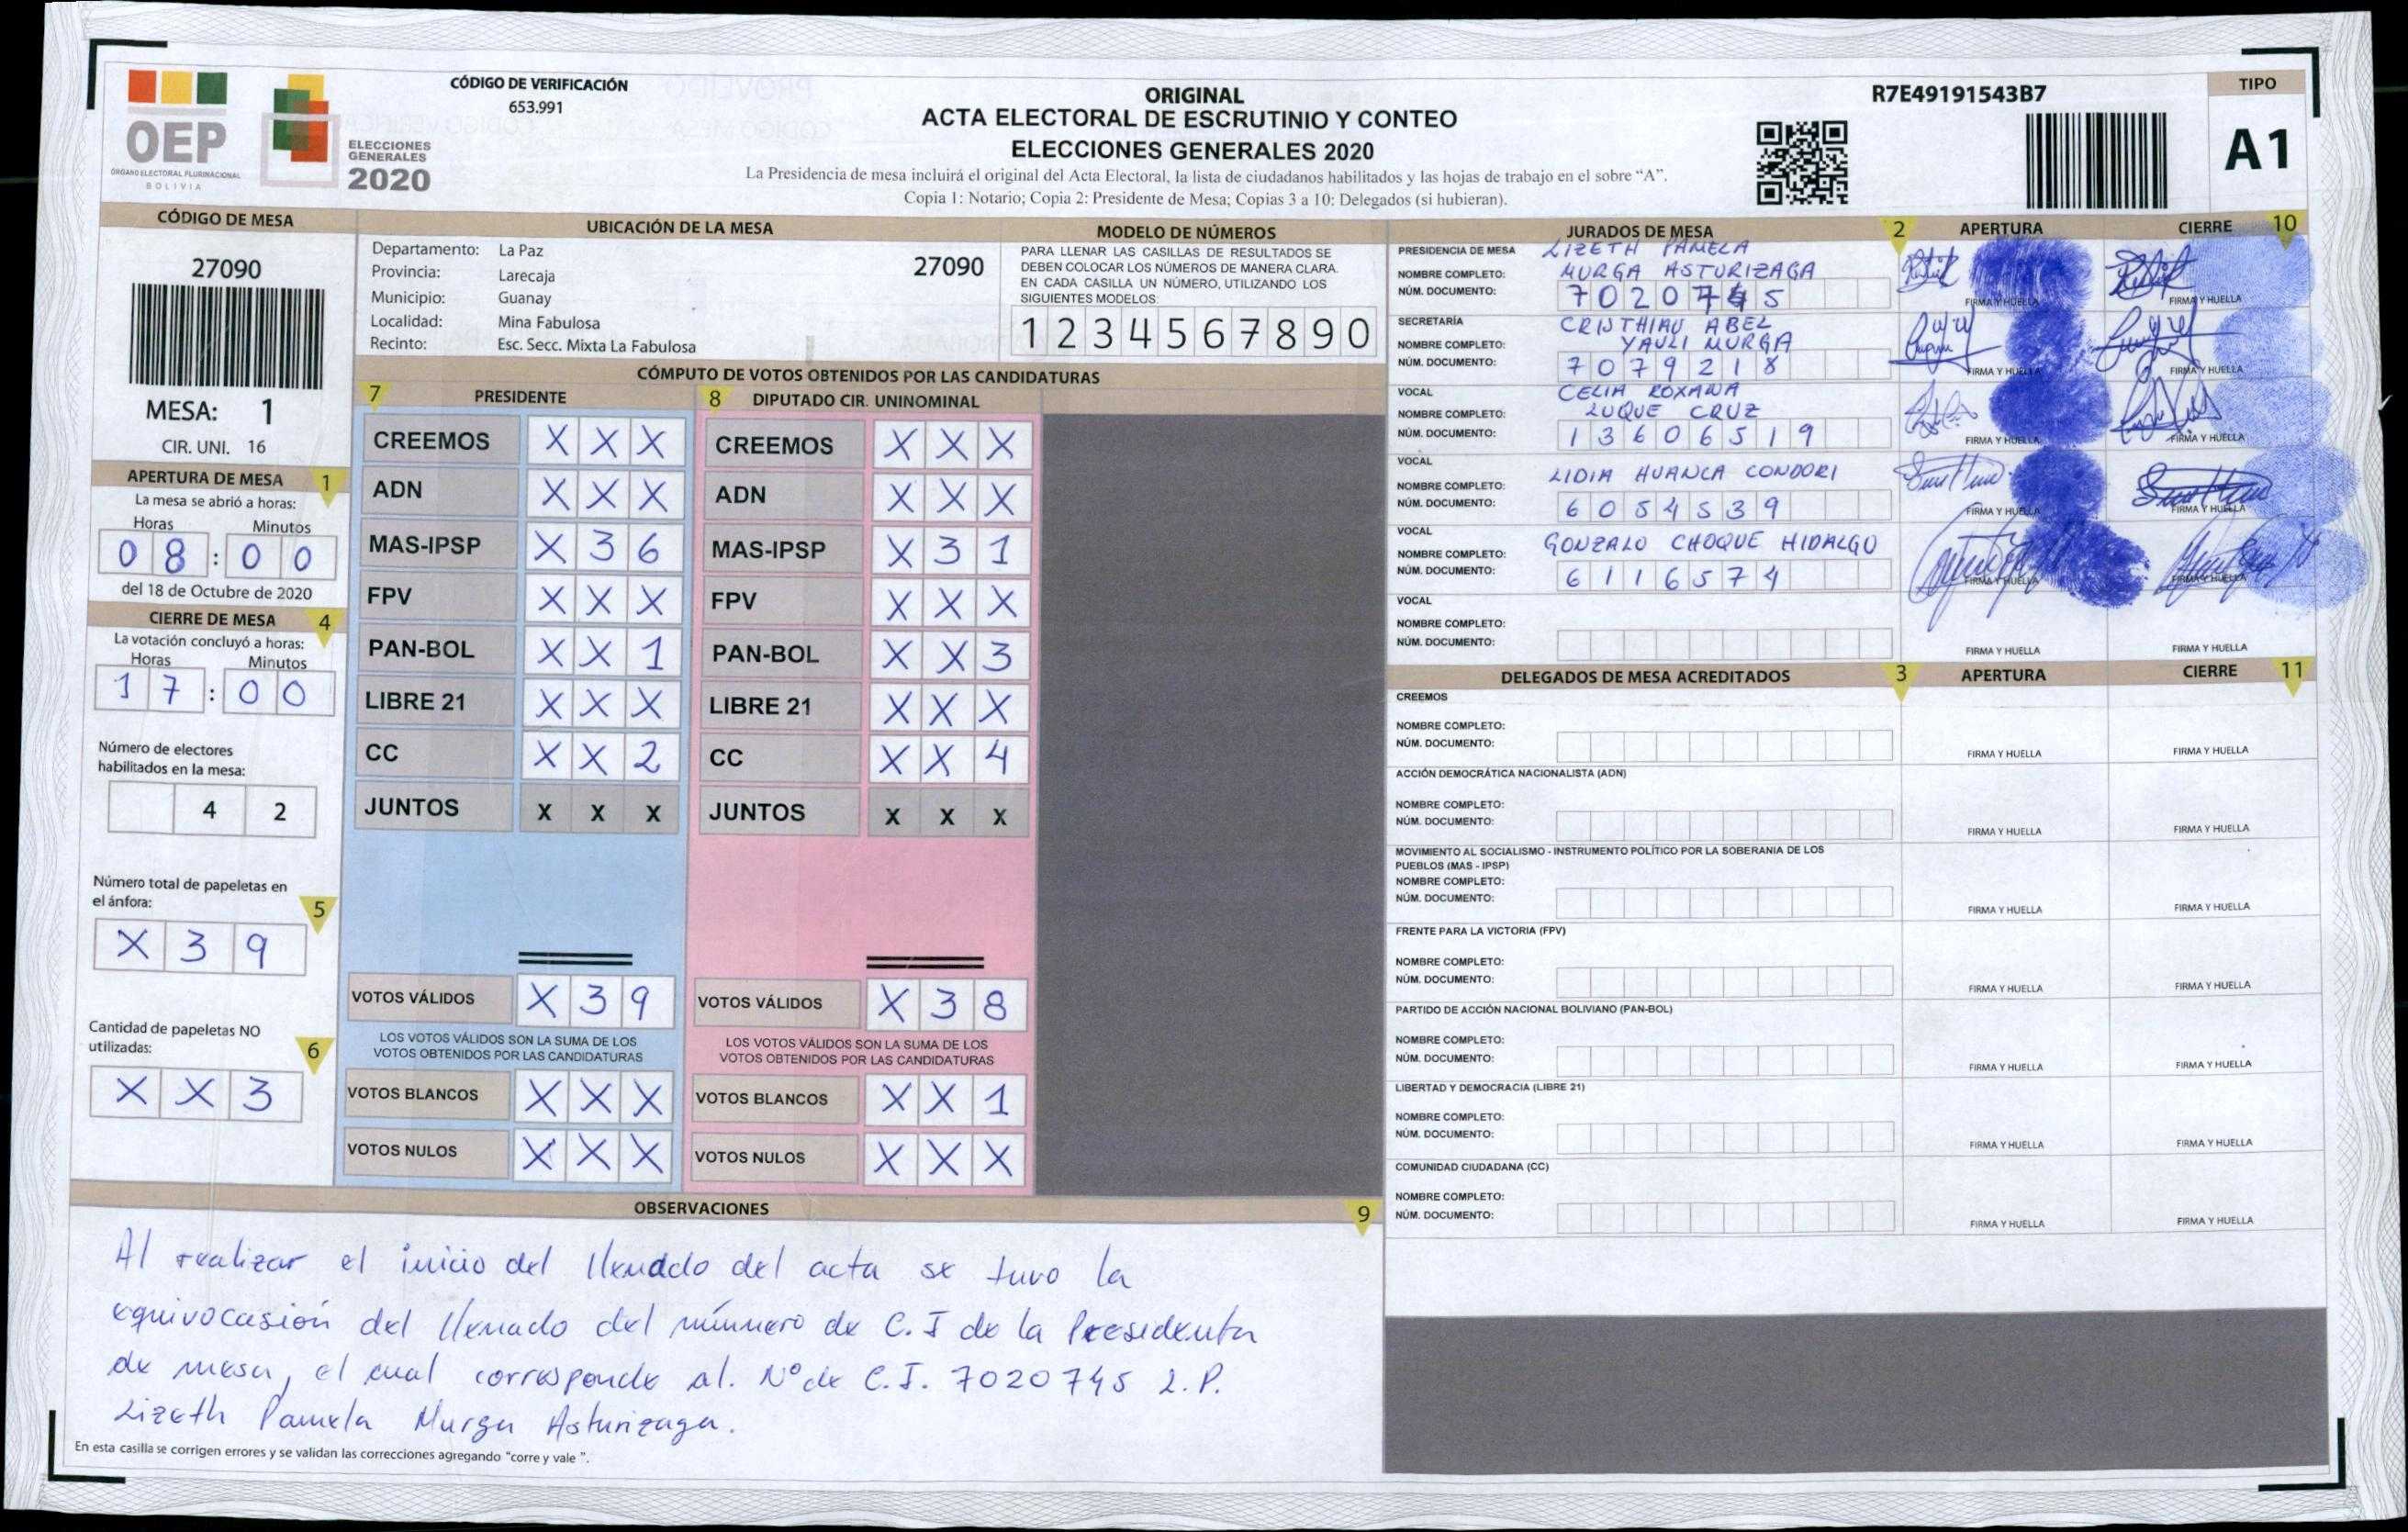 OEP
ÓRGANO ELECTORAL PLURINACIONAL
BOLIVIA
ELECCIONES
GENERALES
2020
CÓDIGO DE VERIFICACIÓN
653.991
ORIGINAL
ACTA ELECTORAL DE ESCRUTINIO Y CONTEO
ELECCIONES GENERALES 2020
La Presidencia de mesa incluirá el original del Acta Electoral, la lista de ciudadanos habilitados y las hojas de trabajo en el sobre “A”.
Copia 1: Notario; Copia 2: Presidente de Mesa; Copias 3 a 10: Delegados (si hubieran).
R7E49191543B7
TIPO
A1
CÓDIGO DE MESA
27090
MESA: 1
CIR. UNI. 16
APERTURA DE MESA 1
La mesa se abrió a horas:
Horas Minutos
0 8 : 0 0
del 18 de Octubre de 2020
CIERRE DE MESA 4
La votación concluyó a horas:
Horas Minutos
1 7 : 0 0
Número de electores
habilitados en la mesa:
4 2
Número total de papeletas en
el ánfora: 5
X 3 9
Cantidad de papeletas NO
utilizadas: 6
X X 3
UBICACIÓN DE LA MESA
Departamento: La Paz
Provincia: Larecaja
Municipio: Guanay
Localidad: Mina Fabulosa
Recinto: Esc. Secc. Mixta La Fabulosa
27090
MODELO DE NÚMEROS
PARA LLENAR LAS CASILLAS DE RESULTADOS SE
DEBEN COLOCAR LOS NÚMEROS DE MANERA CLARA.
EN CADA CASILLA UN NÚMERO, UTILIZANDO LOS
SIGUIENTES MODELOS:
1 2 3 4 5 6 7 8 9 0
CÓMPUTO DE VOTOS OBTENIDOS POR LAS CANDIDATURAS
7 PRESIDENTE
CREEMOS X X X
ADN X X X
MAS-IPSP X 3 6
FPV X X X
PAN-BOL X X 1
LIBRE 21 X X X
CC X X 2
JUNTOS X X X
VOTOS VÁLIDOS X 3 9
LOS VOTOS VÁLIDOS SON LA SUMA DE LOS
VOTOS OBTENIDOS POR LAS CANDIDATURAS
VOTOS BLANCOS X X X
VOTOS NULOS X X X
8 DIPUTADO CIR. UNINOMINAL
CREEMOS X X X
ADN X X X
MAS-IPSP X 3 1
FPV X X X
PAN-BOL X X 3
LIBRE 21 X X X
CC X X 4
JUNTOS X X X
VOTOS VÁLIDOS X 3 8
LOS VOTOS VÁLIDOS SON LA SUMA DE LOS
VOTOS OBTENIDOS POR LAS CANDIDATURAS
VOTOS BLANCOS X X 1
VOTOS NULOS X X X
OBSERVACIONES 9
Al realizar el inicio del llenado del acta se tuvo la
equivocasión del llenado del número de C.I de la Presidenta
de mesa, el cual corresponde al. N° de C.I. 7020745 L.P.
Lizeth Pamela Murga Asturizaga.
En esta casilla se corrigen errores y se validan las correcciones agregando “corre y vale ”.
JURADOS DE MESA 2 APERTURA CIERRE 10
PRESIDENCIA DE MESA LIZETH PAMELA
NOMBRE COMPLETO: MURGA ASTURIZAGA
NÚM. DOCUMENTO: 7 0 2 0 7 4 5
FIRMA Y HUELLA FIRMA Y HUELLA
SECRETARÍA CRISTHIAN ABEL
NOMBRE COMPLETO: YAULI MURGA
NÚM. DOCUMENTO: 7 0 7 9 2 1 8
FIRMA Y HUELLA FIRMA Y HUELLA
VOCAL CELIA ROXANA
NOMBRE COMPLETO: LUQUE CRUZ
NÚM. DOCUMENTO: 1 3 6 0 6 5 1 9
FIRMA Y HUELLA FIRMA Y HUELLA
VOCAL
NOMBRE COMPLETO: LIDIA HUANCA CONDORI
NÚM. DOCUMENTO: 6 0 5 4 5 3 9
FIRMA Y HUELLA FIRMA Y HUELLA
VOCAL
NOMBRE COMPLETO: GONZALO CHOQUE HIDALGO
NÚM. DOCUMENTO: 6 1 1 6 5 7 4
FIRMA Y HUELLA FIRMA Y HUELLA
VOCAL
NOMBRE COMPLETO:
NÚM. DOCUMENTO:
FIRMA Y HUELLA FIRMA Y HUELLA
DELEGADOS DE MESA ACREDITADOS 3 APERTURA CIERRE 11
CREEMOS
NOMBRE COMPLETO:
NÚM. DOCUMENTO:
FIRMA Y HUELLA FIRMA Y HUELLA
ACCIÓN DEMOCRÁTICA NACIONALISTA (ADN)
NOMBRE COMPLETO:
NÚM. DOCUMENTO:
FIRMA Y HUELLA FIRMA Y HUELLA
MOVIMIENTO AL SOCIALISMO - INSTRUMENTO POLÍTICO POR LA SOBERANIA DE LOS
PUEBLOS (MAS - IPSP)
NOMBRE COMPLETO:
NÚM. DOCUMENTO:
FIRMA Y HUELLA FIRMA Y HUELLA
FRENTE PARA LA VICTORIA (FPV)
NOMBRE COMPLETO:
NÚM. DOCUMENTO:
FIRMA Y HUELLA FIRMA Y HUELLA
PARTIDO DE ACCIÓN NACIONAL BOLIVIANO (PAN-BOL)
NOMBRE COMPLETO:
NÚM. DOCUMENTO:
FIRMA Y HUELLA FIRMA Y HUELLA
LIBERTAD Y DEMOCRACIA (LIBRE 21)
NOMBRE COMPLETO:
NÚM. DOCUMENTO:
FIRMA Y HUELLA FIRMA Y HUELLA
COMUNIDAD CIUDADANA (CC)
NOMBRE COMPLETO:
NÚM. DOCUMENTO:
FIRMA Y HUELLA FIRMA Y HUELLA